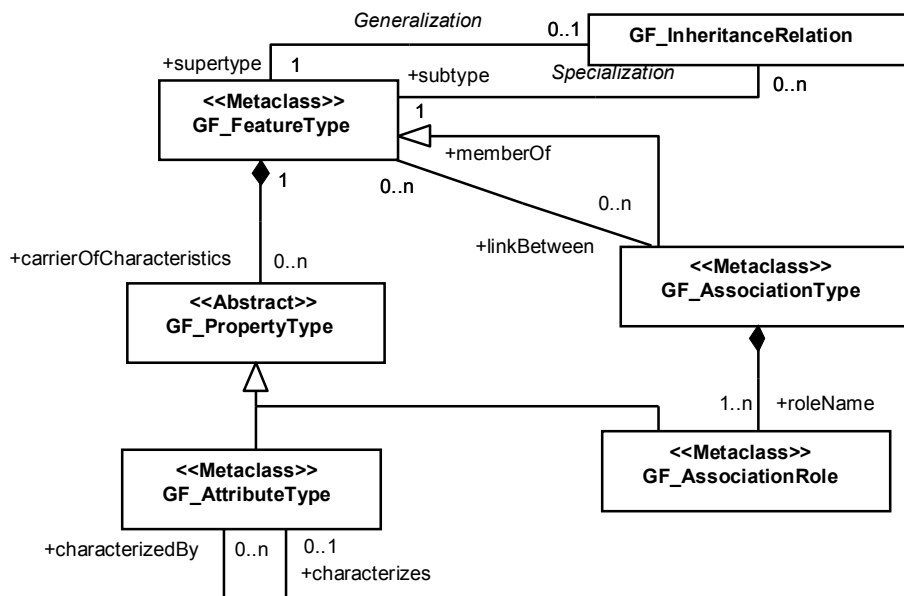 Generalization
0..1
GF_InheritanceRelation
+supertype
1
+subtype
Specialization
0..n
<<Metaclass>>
GF_FeatureType
1
+memberOf
1
0..n
0..n
+linkBetween
+carrierOfCharacteristics
0..n
<<Metaclass>>
GF_AssociationType
<<Abstract>>
GF_PropertyType
1..n
+roleName
<<Metaclass>>
GF_AttributeType
<<Metaclass>>
GF_AssociationRole
+characterizedBy
0..n
0..1
+characterizes